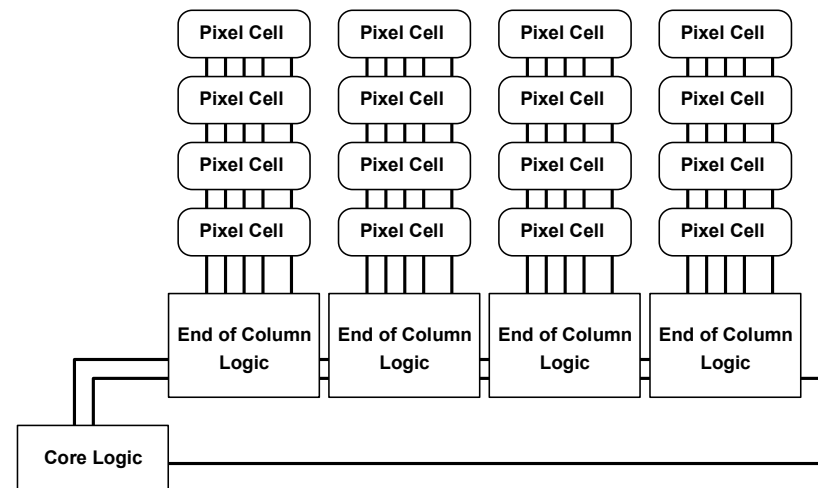 Pixel Cell Pixel Cell Pixel Cell Pixel Cell
Pixel Cell Pixel Cell Pixel Cell Pixel Cell
Pixel Cell Pixel Cell Pixel Cell Pixel Cell
Pixel Cell Pixel Cell Pixel Cell Pixel Cell
End of Column End of Column End of Column End of Column
Logic Logic Logic Logic
Core Logic